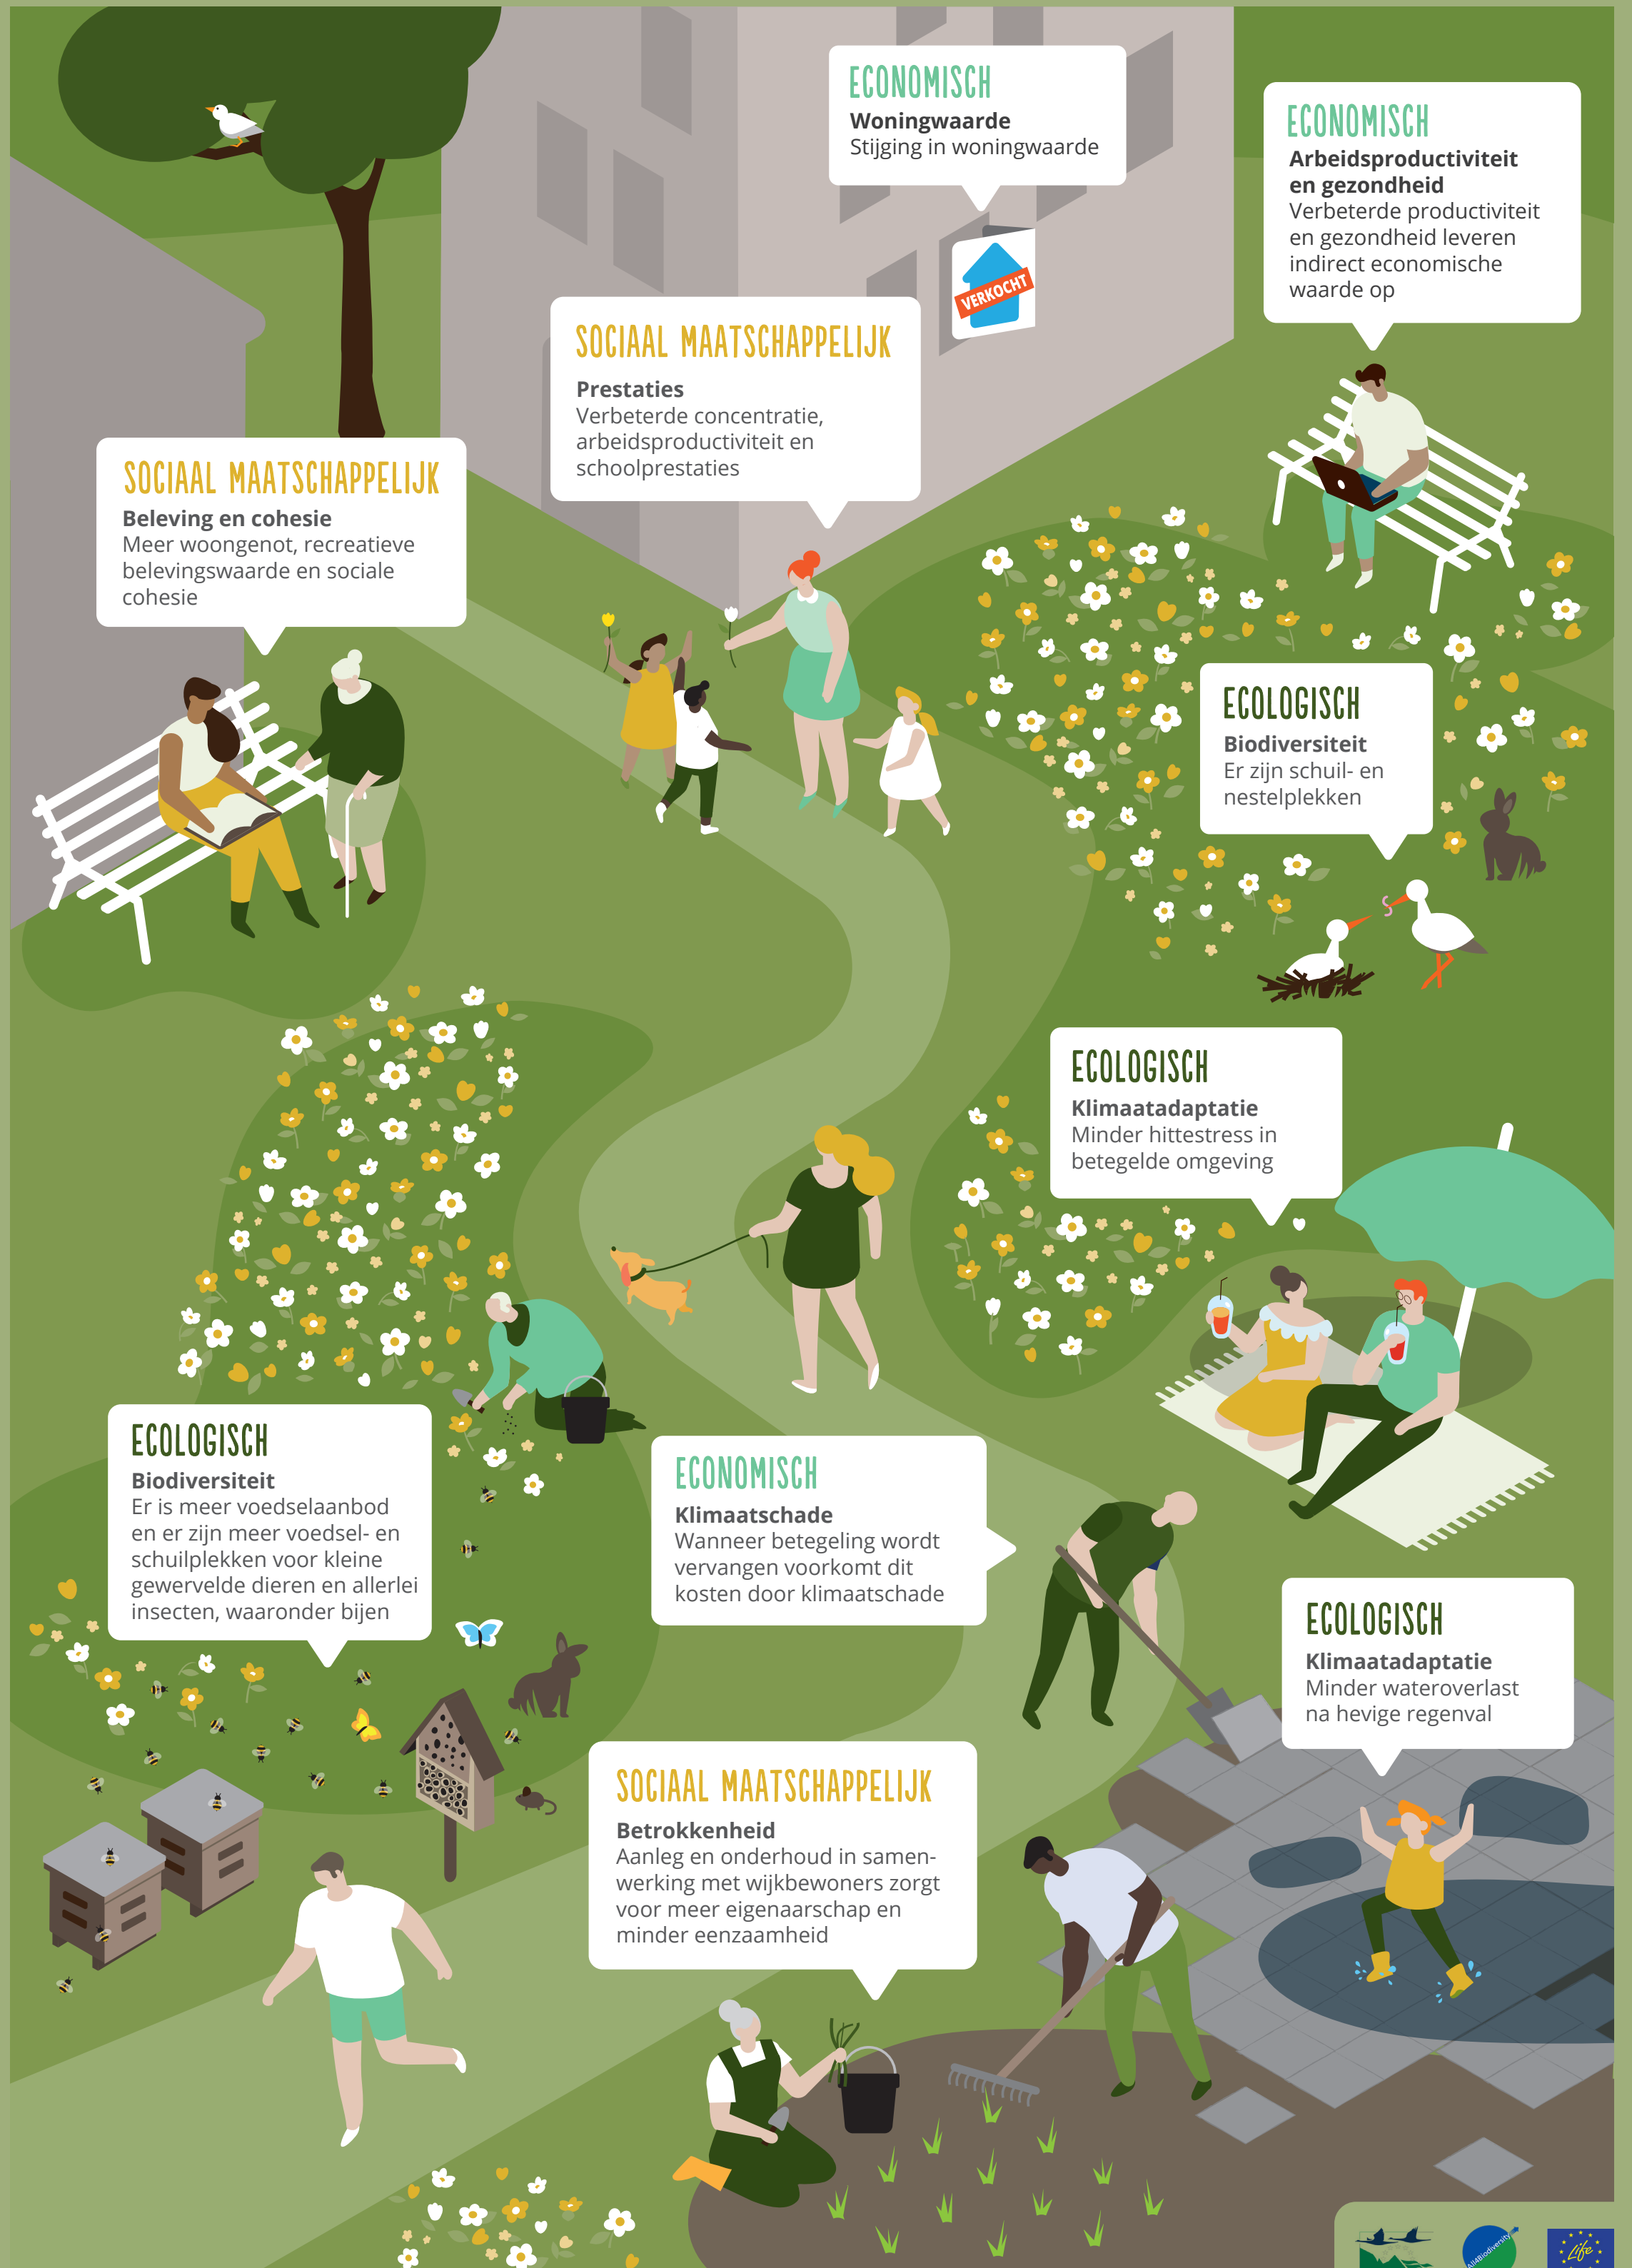 ECONOMISCH
Woningwaarde
Stijging in woningwaarde
VERKOCHT
ECONOMISCH
Arbeidsproductiviteit
en gezondheid
Verbeterde productiviteit
en gezondheid leveren
indirect economische
waarde op
SOCIAAL MAATSCHAPPELIJK
Prestaties
Verbeterde concentratie,
arbeidsproductiviteit en
schoolprestaties
SOCIAAL MAATSCHAPPELIJK
Beleving en cohesie
Meer woongenot, recreatieve
belevingswaarde en sociale
cohesie
ECOLOGISCH
Biodiversiteit
Er zijn schuil- en
nestelplekken
ECOLOGISCH
Klimaatadaptatie
Minder hittestress in
betegelde omgeving
ECOLOGISCH
Biodiversiteit
Er is meer voedselaanbod
en er zijn meer voedsel- en
schuilplekken voor kleine
gewervelde dieren en allerlei
insecten, waaronder bijen
ECONOMISCH
Klimaatschade
Wanneer betegeling wordt
vervangen voorkomt dit
kosten door klimaatschade
ECOLOGISCH
Klimaatadaptatie
Minder wateroverlast
na hevige regenval
SOCIAAL MAATSCHAPPELIJK
Betrokkenheid
Aanleg en onderhoud in samen-
werking met wijkbewoners zorgt
voor meer eigenaarschap en
minder eenzaamheid
All4Biodiversity
Life